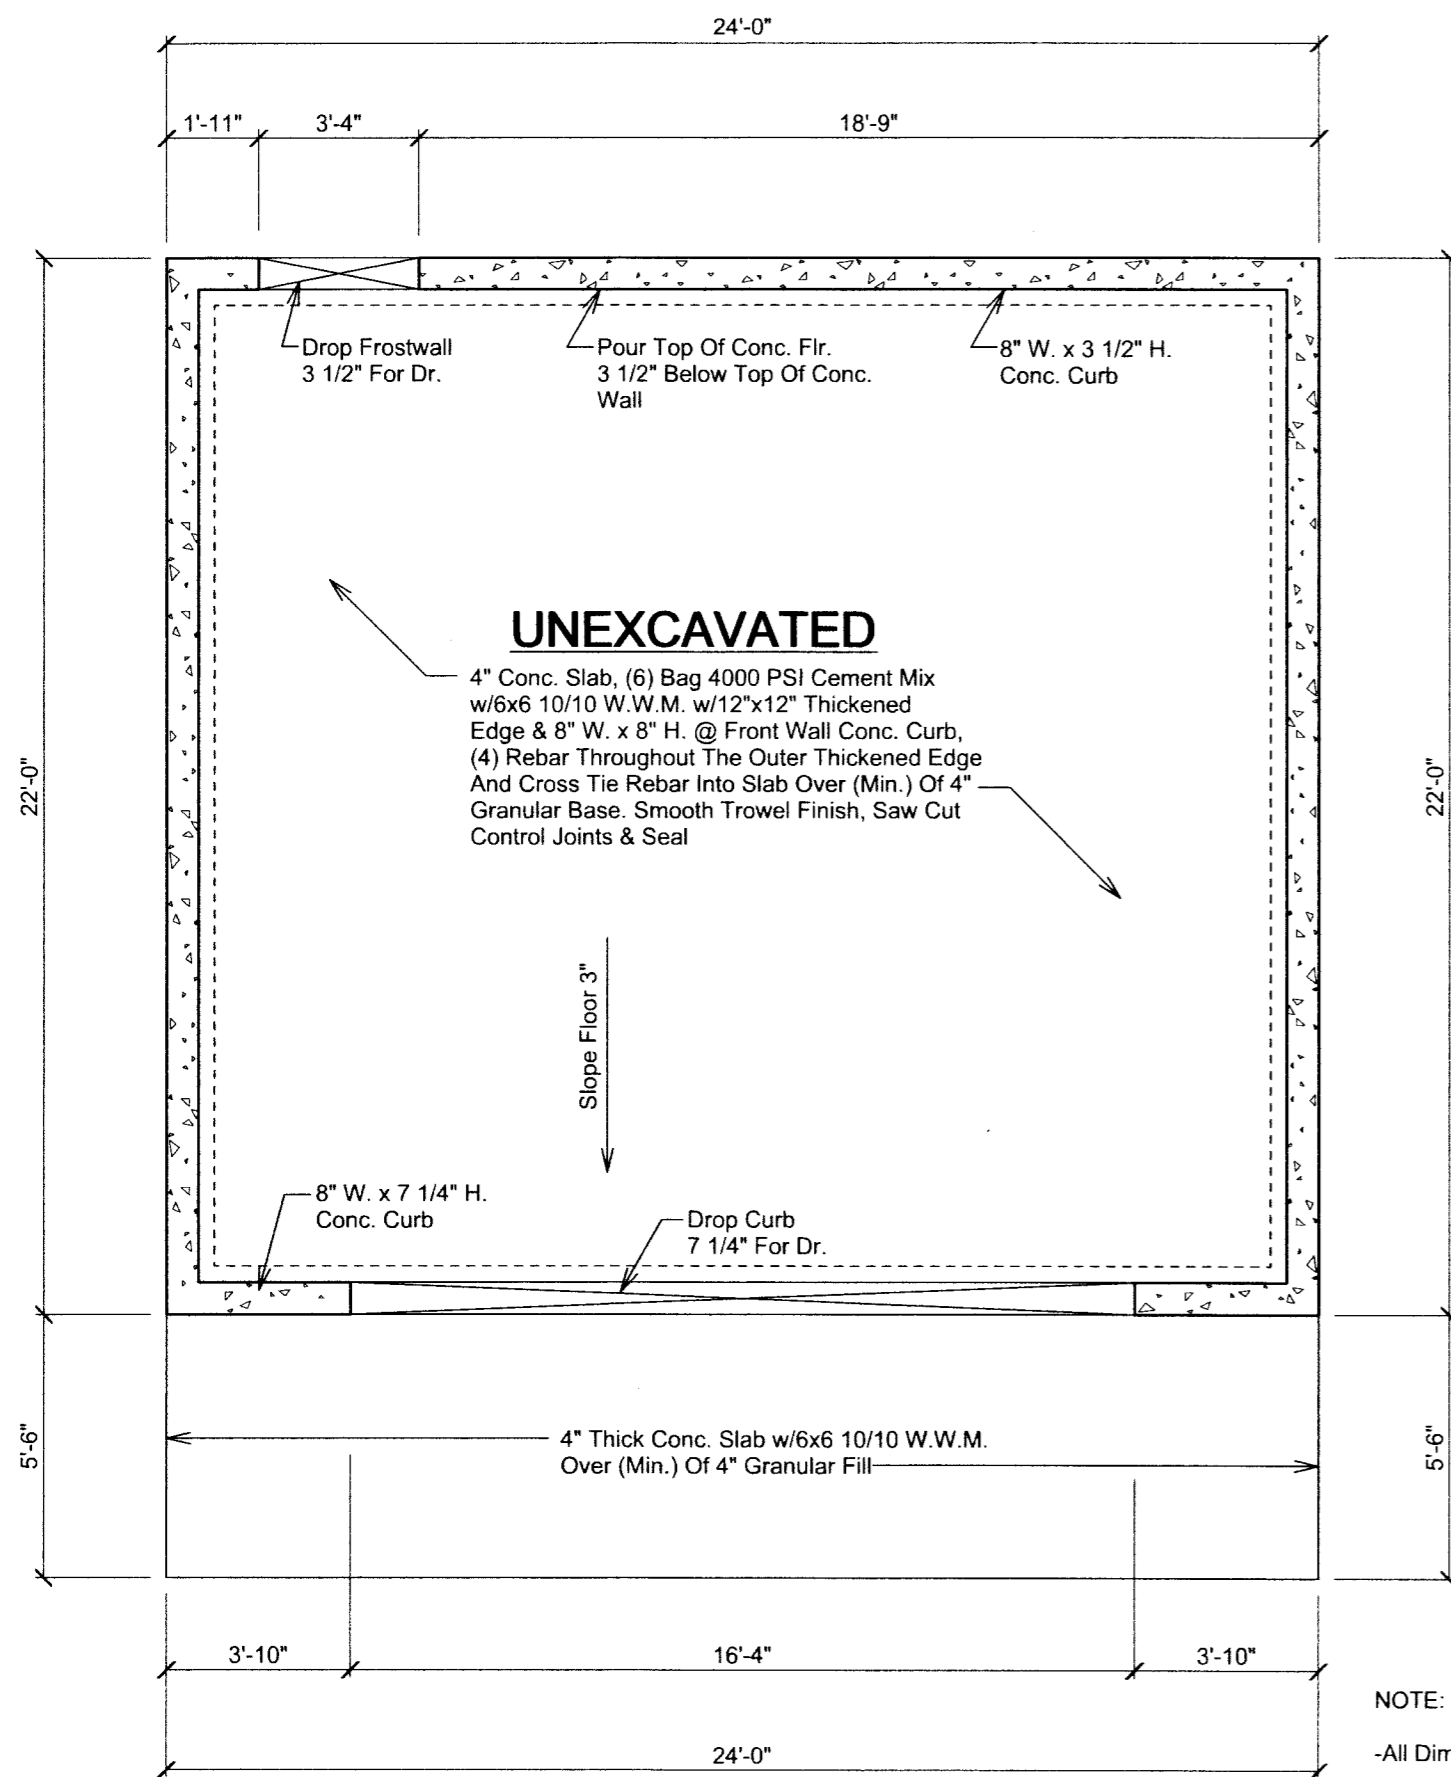 24'-0"
1'-11" 3'-4" 18'-9"
Drop Frostwall
3 1/2" For Dr.
Pour Top Of Conc. Flr.
3 1/2" Below Top Of Conc.
Wall
8" W. x 3 1/2" H.
Conc. Curb
UNEXCAVATED
4" Conc. Slab, (6) Bag 4000 PSI Cement Mix
w/6x6 10/10 W.W.M. w/12"x12" Thickened
Edge & 8" W. x 8" H. @ Front Wall Conc. Curb,
(4) Rebar Throughout The Outer Thickened Edge
And Cross Tie Rebar Into Slab Over (Min.) Of 4"
Granular Base. Smooth Trowel Finish, Saw Cut
Control Joints & Seal
22'-0"
22'-0"
Slope Floor 3"
8" W. x 7 1/4" H.
Conc. Curb
Drop Curb
7 1/4" For Dr.
5'-6"
4" Thick Conc. Slab w/6x6 10/10 W.W.M.
Over (Min.) Of 4" Granular Fill
5'-6"
3'-10" 16'-4" 3'-10"
NOTE:
24'-0"
-All